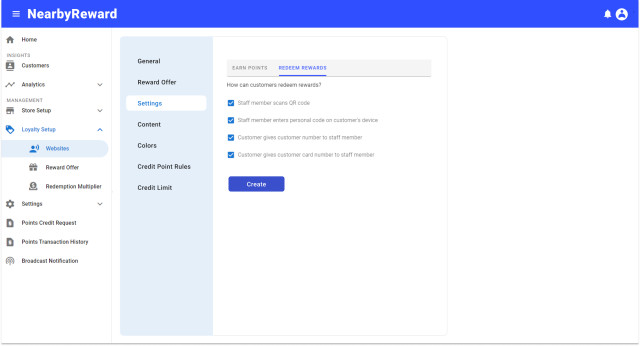 NearbyReward
Home
INSIGHTS
Customers
Analytics
MANAGEMENT
Store Setup
Loyalty Setup
Websites
Reward Offer
Redemption Multiplier
Settings
Points Credit Request
Points Transaction History
Broadcast Notification
General
Reward Offer
Settings
Content
Colors
Credit Point Rules
Credit Limit
EARN POINTS
REDEEM REWARDS
How can customers redeem rewards?
Staff member scans QR code
Staff member enters personal code on customer's device
Customer gives customer number to staff member
Customer gives customer card number to staff member
Create